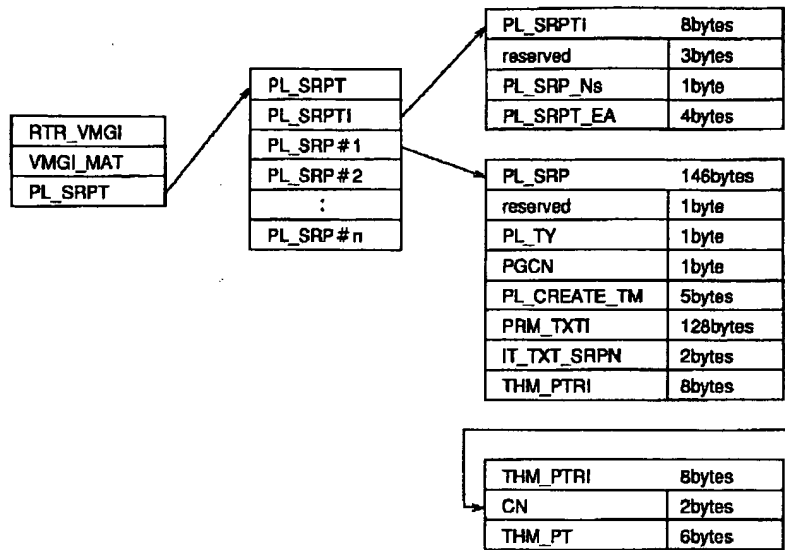 RTR_VMGI
VMGI_MAT
PL_SRPT
PL_SRPT
PL_SRPTI
PL_SRP#1
PL_SRP#2
:
PL_SRP#n
PL_SRPTI 8bytes
reserved 3bytes
PL_SRP_Ns 1byte
PL_SRPT_EA 4bytes
PL_SRP 146bytes
reserved 1byte
PL_TY 1byte
PGCN 1byte
PL_CREATE_TM 5bytes
PRM_TXTI 128bytes
IT_TXT_SRPN 2bytes
THM_PTRI 8bytes
THM_PTRI 8bytes
CN 2bytes
THM_PT 6bytes